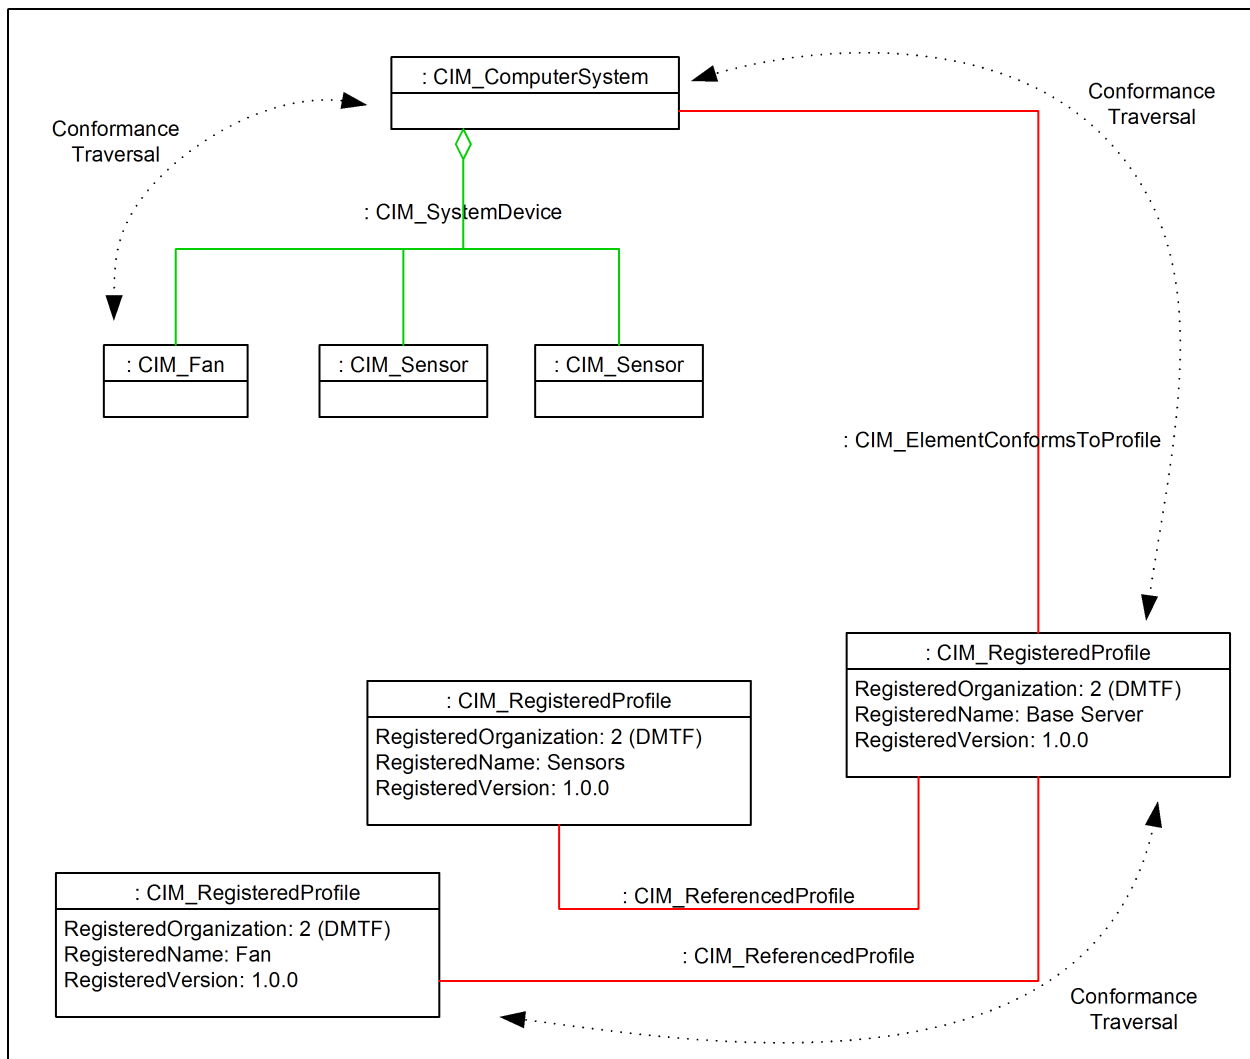 : CIM_ComputerSystem
Conformance
Traversal
Conformance
Traversal
: CIM_SystemDevice
: CIM_Fan
: CIM_Sensor
: CIM_Sensor
: CIM_ElementConformsToProfile
: CIM_RegisteredProfile
RegisteredOrganization: 2 (DMTF)
RegisteredName: Base Server
RegisteredVersion: 1.0.0
: CIM_RegisteredProfile
RegisteredOrganization: 2 (DMTF)
RegisteredName: Sensors
RegisteredVersion: 1.0.0
: CIM_RegisteredProfile
RegisteredOrganization: 2 (DMTF)
RegisteredName: Fan
RegisteredVersion: 1.0.0
: CIM_ReferencedProfile
: CIM_ReferencedProfile
Conformance
Traversal